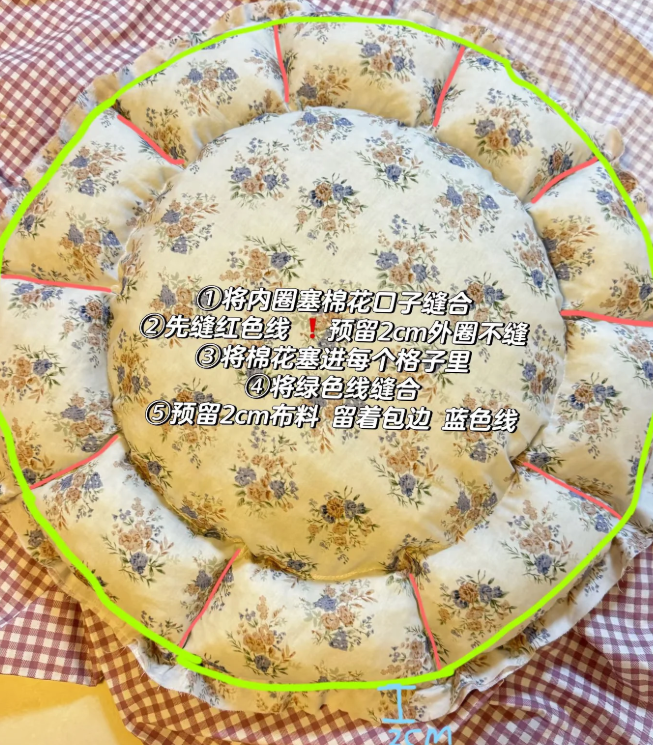 ①将内圈塞棉花口子缝合
②先缝红色线❗预留2cm外圈不缝
③将棉花塞进每个格子里
④将绿色线缝合
⑤预留2cm布料 留着包边 蓝色线
2CM